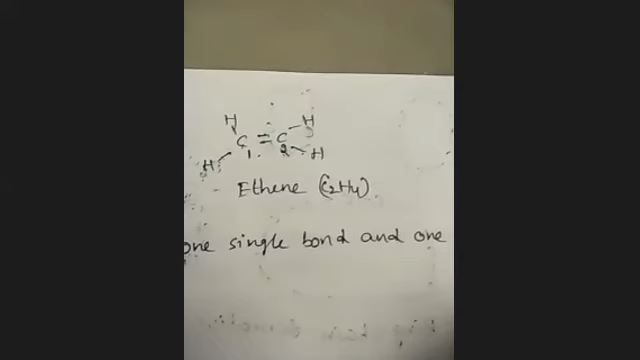 H H
C = C
H 1. 2 H
Ethene (C2H4)
one single bond and one